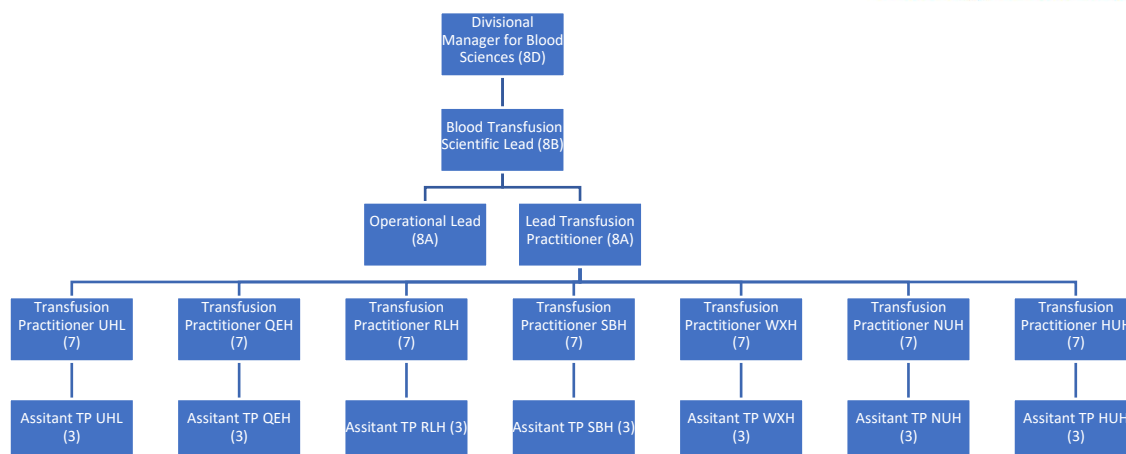 Divisional
Manager for Blood
Sciences (8D)
Blood Transfusion
Scientific Lead (8B)
Operational Lead
(8A)
Lead Transfusion
Practitioner (8A)
Transfusion
Practitioner UHL
(7)
Transfusion
Practitioner QEH
(7)
Transfusion
Practitioner RLH
(7)
Transfusion
Practitioner SBH
(7)
Transfusion
Practitioner WXH
(7)
Transfusion
Practitioner NUH
(7)
Transfusion
Practitioner HUH
(7)
Assitant TP UHL
(3)
Assitant TP QEH
(3)
Assitant TP RLH (3)
Assitant TP SBH (3)
Assitant TP WXH
(3)
Assitant TP NUH
(3)
Assitant TP HUH
(3)